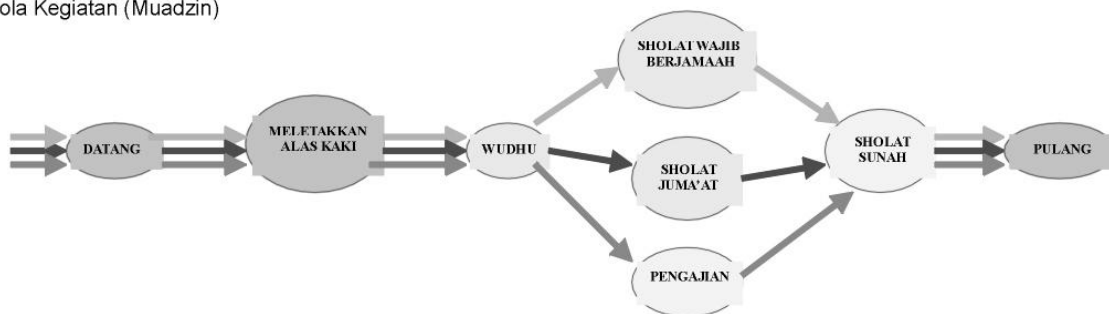 ola Kegiatan (Muadzin)
DATANG
MELETAKKAN
ALAS KAKI
WUDHU
SHOLAT WAJIB
BERJAMAAH
SHOLAT
JUMA'AT
PENGAJIAN
SHOLAT
SUNAH
PULANG